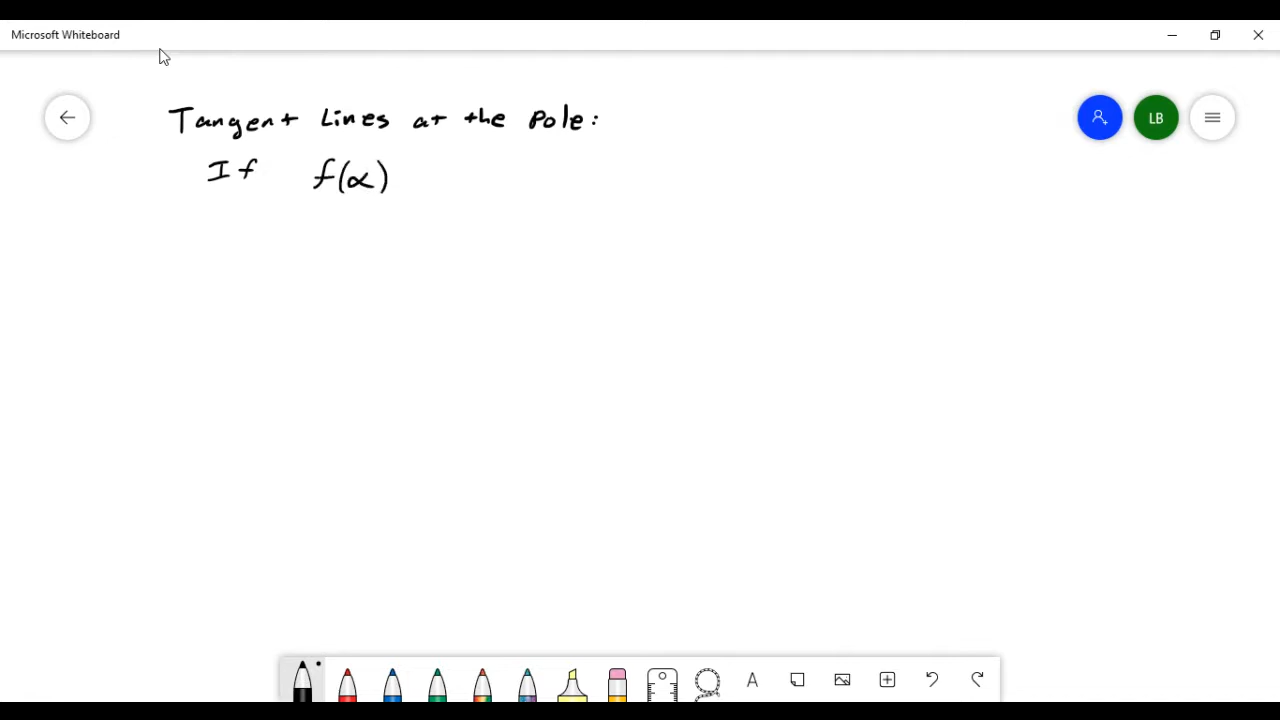 Microsoft Whiteboard
LB
Tangent Lines at the Pole:
If f(α)
A